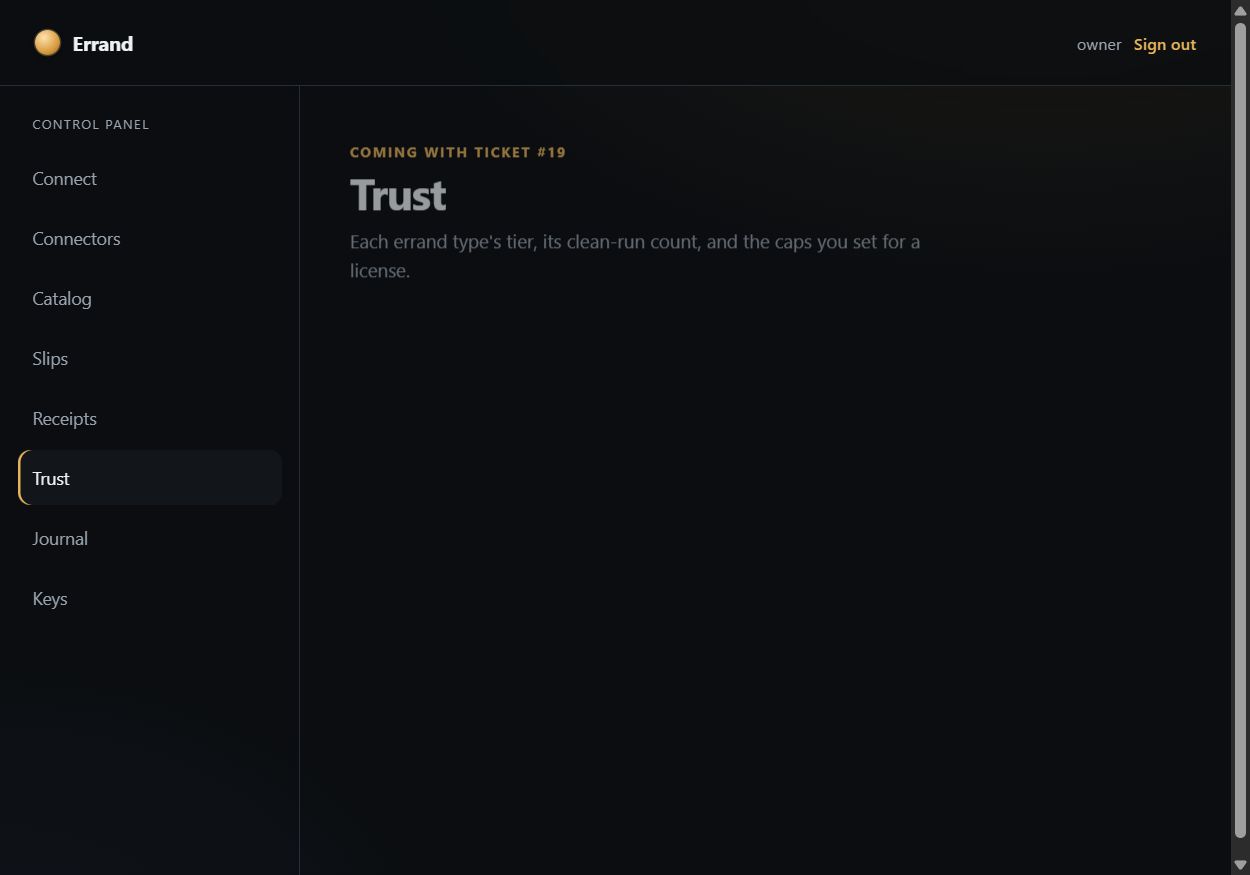 Errand
owner Sign out
CONTROL PANEL
Connect
Connectors
Catalog
Slips
Receipts
Trust
Journal
Keys
COMING WITH TICKET #19
Trust
Each errand type's tier, its clean-run count, and the caps you set for a
license.